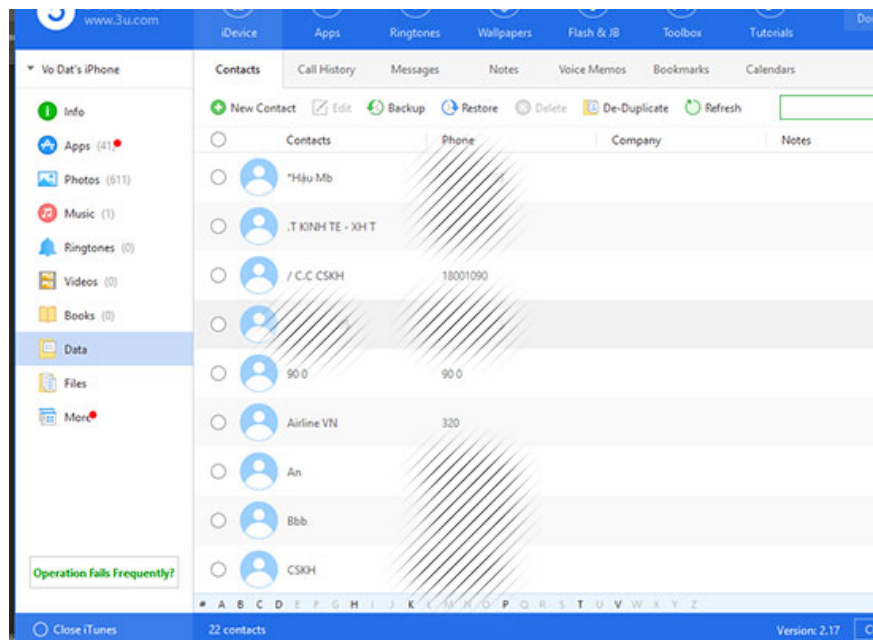 www.3u.com
iDevice Apps Ringtones Wallpapers Flash & JB Toolbox Tutorials
Vo Dat's iPhone
Contacts Call History Messages Notes Voice Memos Bookmarks Calendars
Info
New Contact Edit Backup Restore Delete De-Duplicate Refresh
Apps (41)
Contacts Phone Company Notes
Photos (611)
*Hậu Mb
Music (1)
.T KINH TE - XH T
Ringtones (0)
/ C.C CSKH 18001090
Videos (0)
Books (0)
Data
90 0 90 0
Files
More
Airline VN 320
An
Bbb
Operation Fails Frequently?
CSKH
# A B C D E F G H I J K L M N O P Q R S T U V W X Y Z
Close iTunes 22 contacts Version: 2.17